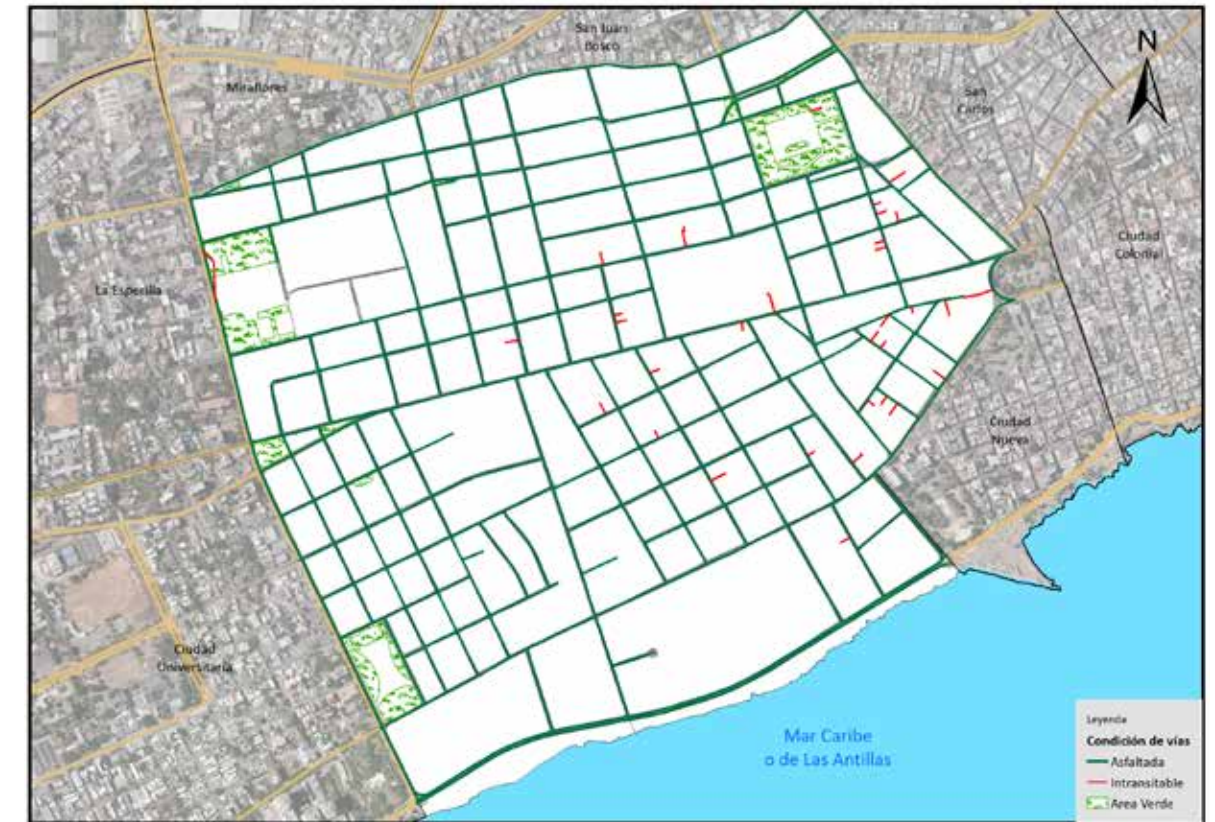 San Juan
Bosco
N
Miraflores
San
Carlos
Ciudad
Colonial
La Esperilla
Ciudad
Nueva
Ciudad
Universitaria
Mar Caribe
o de Las Antillas
Leyenda
Condición de vías
Asfaltada
Intransitable
Area Verde